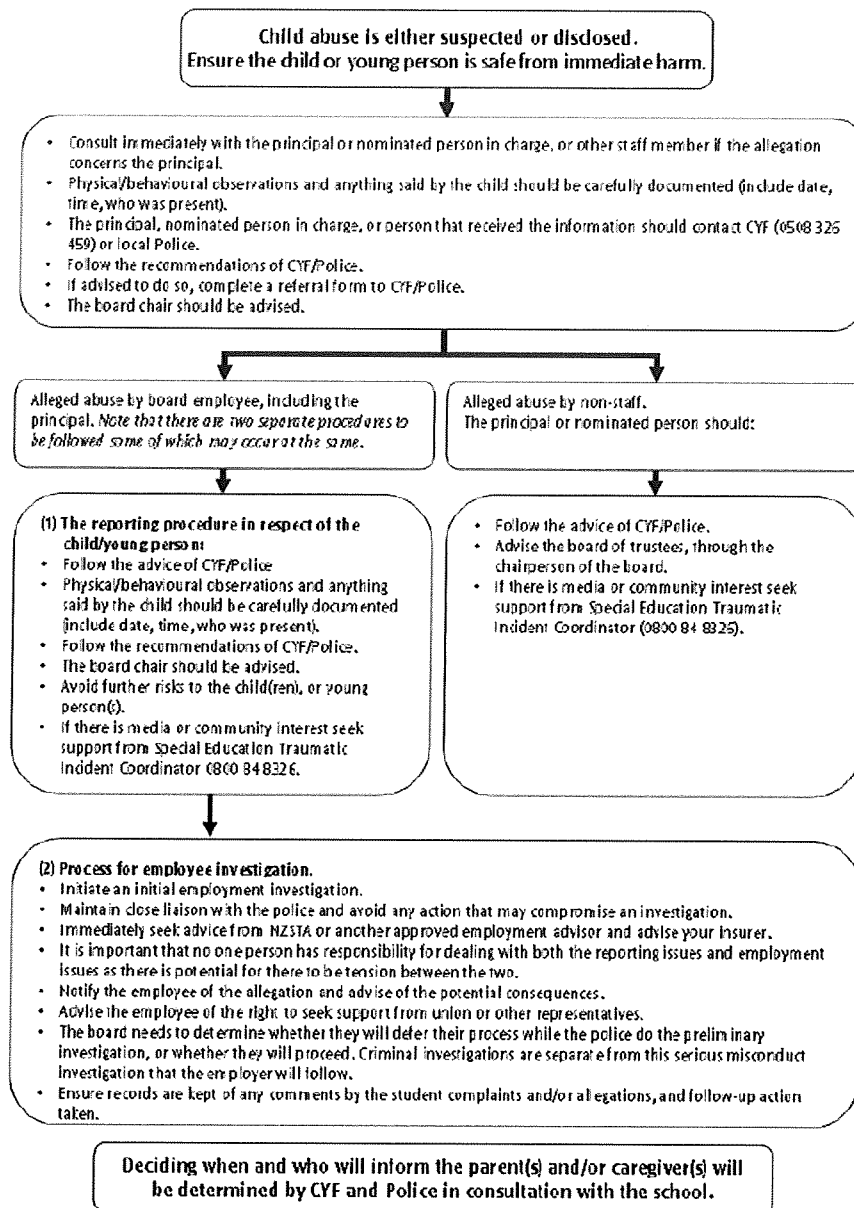 Child abuse is either suspected or disclosed.
Ensure the child or young person is safe from immediate harm.
• Consult immediately with the principal or nominated person in charge, or other staff member if the allegation
concerns the principal.
• Physical/behavioural observations and anything said by the child should be carefully documented (include date,
time, who was present).
• The principal, nominated person in charge, or person that received the information should contact CYF (0508 326
459) or local Police.
• Follow the recommendations of CYF/Police.
• If advised to do so, complete a referral form to CYF/Police.
• The board chair should be advised.
Alleged abuse by board employee, including the
principal. Note that there are two separate procedures to
be followed some of which may occur at the same.
(1) The reporting procedure in respect of the
child/young person:
• Follow the advice of CYF/Police
• Physical/behavioural observations and anything
said by the child should be carefully documented
(include date, time, who was present).
• Follow the recommendations of CYF/Police.
• The board chair should be advised.
• Avoid further risks to the child(ren), or young
person(s).
• If there is media or community interest seek
support from Special Education Traumatic
Incident Coordinator 0800 84 8326.
Alleged abuse by non-staff.
The principal or nominated person should:
• Follow the advice of CYF/Police.
• Advise the board of trustees, through the
chairperson of the board.
• If there is media or community interest seek
support from Special Education Traumatic
Incident Coordinator (0800 84 8326).
(2) Process for employee investigation.
• Initiate an initial employment investigation.
• Maintain close liaison with the police and avoid any action that may compromise an investigation.
• Immediately seek advice from NZSTA or another approved employment advisor and advise your insurer.
• It is important that no one person has responsibility for dealing with both the reporting issues and employment
issues as there is potential for there to be tension between the two.
• Notify the employee of the allegation and advise of the potential consequences.
• Advise the employee of the right to seek support from union or other representatives.
• The board needs to determine whether they will defer their process while the police do the preliminary
investigation, or whether they will proceed. Criminal investigations are separate from this serious misconduct
investigation that the employer will follow.
• Ensure records are kept of any comments by the student complaints and/or allegations, and follow-up action
taken.
Deciding when and who will inform the parent(s) and/or caregiver(s) will
be determined by CYF and Police in consultation with the school.